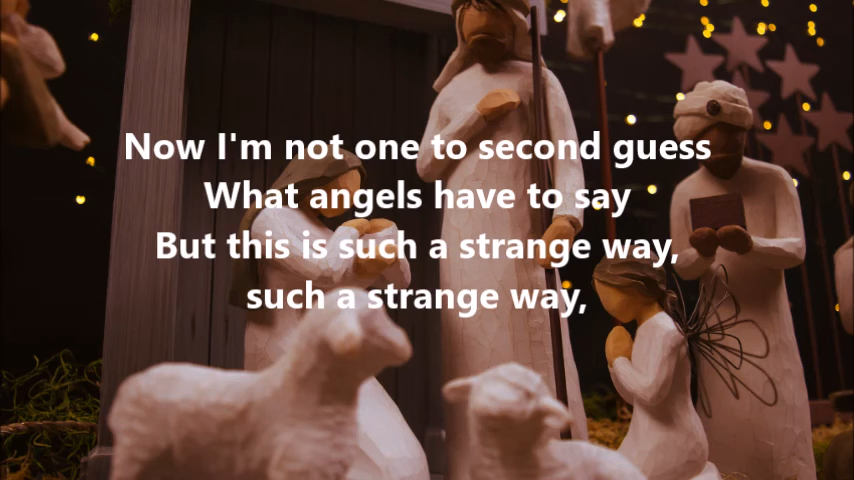 Now I'm not one to second guess
What angels have to say
But this is such a strange way,
such a strange way,